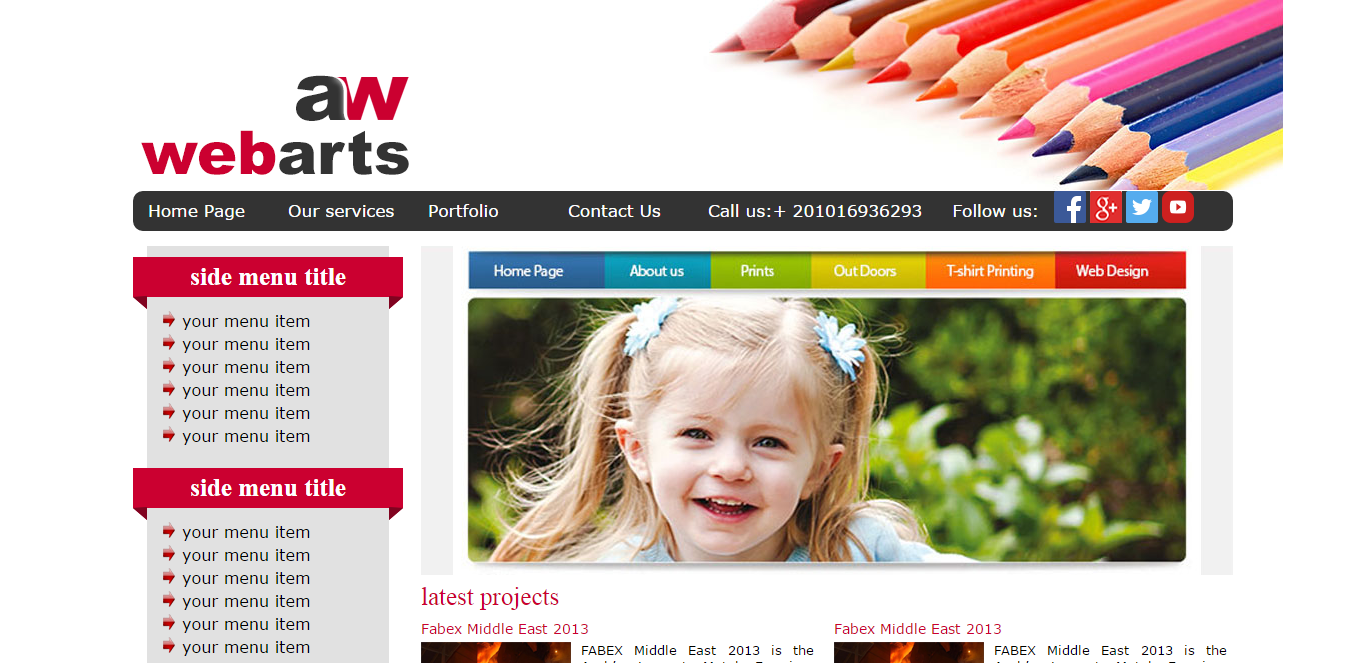 aw
webarts
Home Page Our services Portfolio Contact Us Call us:+ 201016936293 Follow us: f g+
side menu title
your menu item
your menu item
your menu item
your menu item
your menu item
your menu item
side menu title
your menu item
your menu item
your menu item
your menu item
your menu item
your menu item
Home Page About us Prints Out Doors T-shirt Printing Web Design
latest projects
Fabex Middle East 2013
FABEX Middle East 2013 is the
Fabex Middle East 2013
FABEX Middle East 2013 is the